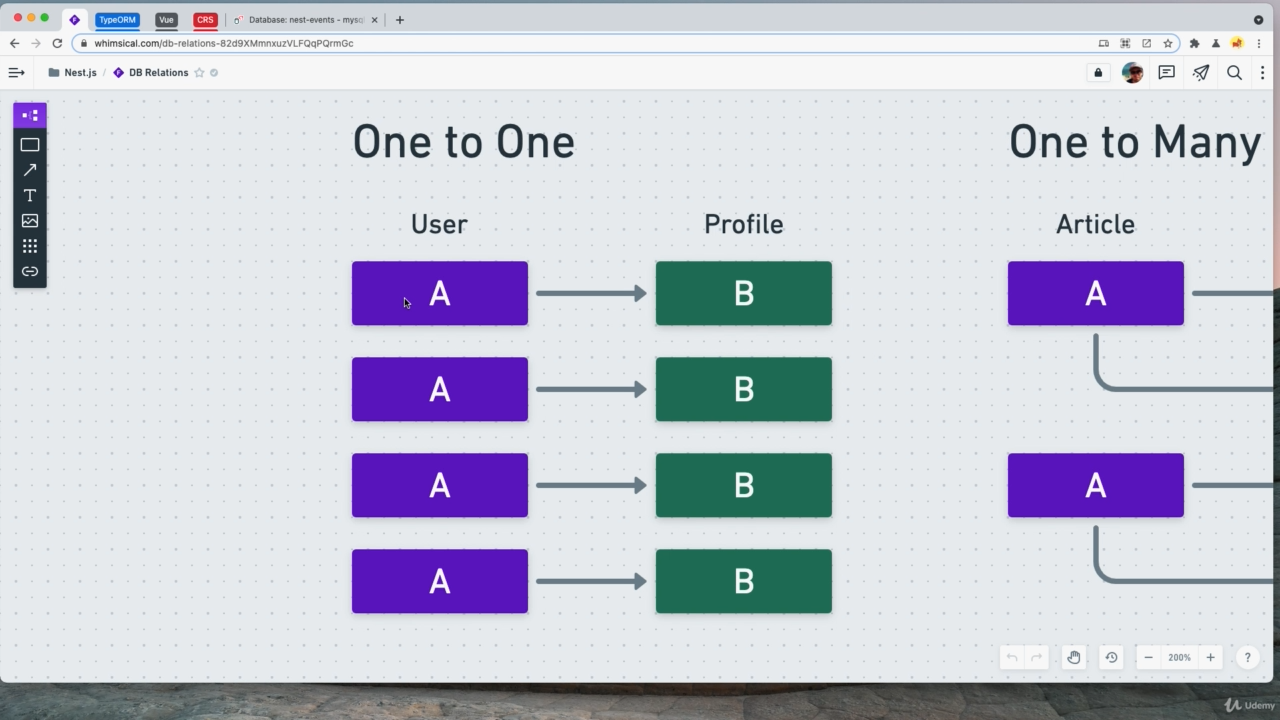 TypeORM Vue CRS Database: nest-events - mysq
whimsical.com/db-relations-82d9XMmnxuzVLFQqPQrmGc
Nest.js / DB Relations
T
One to One
User Profile
A B
A B
A B
A B
One to Many
Article
A
A
200%
?
Udemy